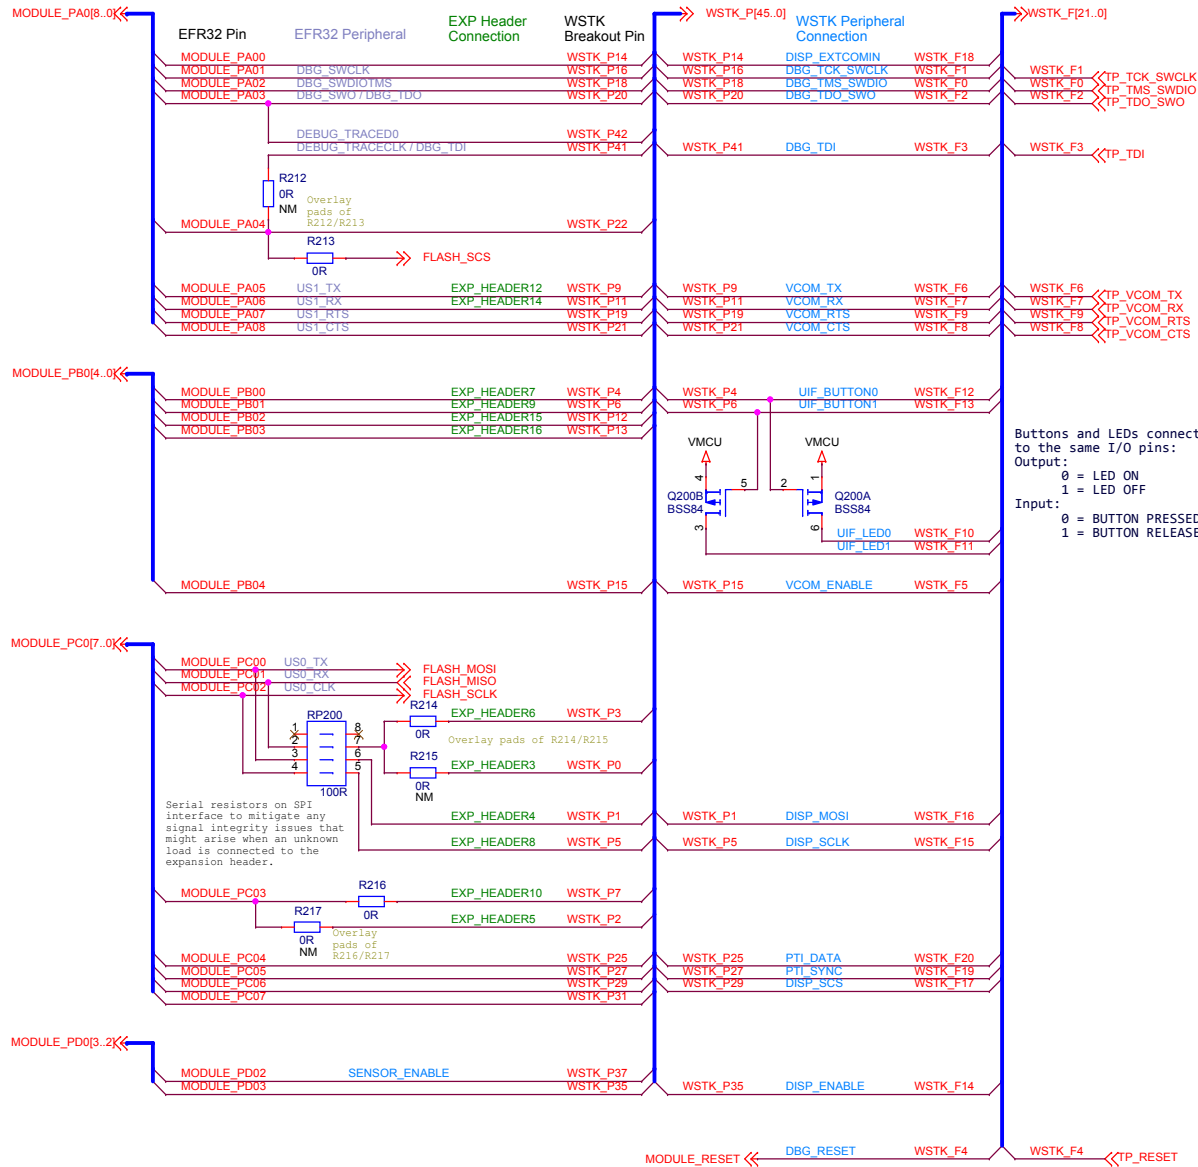 MODULE_PA0[8..0]
WSTK_P[45..0]
WSTK_F[21..0]
EFR32 Pin
EFR32 Peripheral
EXP Header
Connection
WSTK
Breakout Pin
WSTK Peripheral
Connection
MODULE_PA00 WSTK_P14 WSTK_P14 DISP_EXTCOMIN WSTK_F18
MODULE_PA01 DBG_SWCLK WSTK_P16 WSTK_P16 DBG_TCK_SWCLK WSTK_F1 WSTK_F1 TP_TCK_SWCLK
MODULE_PA02 DBG_SWDIOTMS WSTK_P18 WSTK_P18 DBG_TMS_SWDIO WSTK_F0 WSTK_F0 TP_TMS_SWDIO
MODULE_PA03 DBG_SWO / DBG_TDO WSTK_P20 WSTK_P20 DBG_TDO_SWO WSTK_F2 WSTK_F2 TP_TDO_SWO
DEBUG_TRACED0 WSTK_P42
DEBUG_TRACECLK / DBG_TDI WSTK_P41 WSTK_P41 DBG_TDI WSTK_F3 WSTK_F3 TP_TDI
R212
0R
NM
Overlay
pads of
R212/R213
MODULE_PA04 WSTK_P22
R213
0R
FLASH_SCS
MODULE_PA05 US1_TX EXP_HEADER12 WSTK_P9 WSTK_P9 VCOM_TX WSTK_F6 WSTK_F6 TP_VCOM_TX
MODULE_PA06 US1_RX EXP_HEADER14 WSTK_P11 WSTK_P11 VCOM_RX WSTK_F7 WSTK_F7 TP_VCOM_RX
MODULE_PA07 US1_RTS WSTK_P19 WSTK_P19 VCOM_RTS WSTK_F9 WSTK_F9 TP_VCOM_RTS
MODULE_PA08 US1_CTS WSTK_P21 WSTK_P21 VCOM_CTS WSTK_F8 WSTK_F8 TP_VCOM_CTS
MODULE_PB0[4..0]
MODULE_PB00 EXP_HEADER7 WSTK_P4 WSTK_P4 UIF_BUTTON0 WSTK_F12
MODULE_PB01 EXP_HEADER9 WSTK_P6 WSTK_P6 UIF_BUTTON1 WSTK_F13
MODULE_PB02 EXP_HEADER15 WSTK_P12
MODULE_PB03 EXP_HEADER16 WSTK_P13
VMCU VMCU
4 5 2 1
Q200B
BSS84
Q200A
BSS84
3 6
UIF_LED0 WSTK_F10
UIF_LED1 WSTK_F11
Buttons and LEDs connect
to the same I/O pins:
Output:
0 = LED ON
1 = LED OFF
Input:
0 = BUTTON PRESSED
1 = BUTTON RELEASE
MODULE_PB04 WSTK_P15 WSTK_P15 VCOM_ENABLE WSTK_F5
MODULE_PC0[7..0]
MODULE_PC00 US0_TX FLASH_MOSI
MODULE_PC01 US0_RX FLASH_MISO
MODULE_PC02 US0_CLK FLASH_SCLK
RP200
1 8
2 7
3 6
4 5
100R
R214
0R
EXP_HEADER6 WSTK_P3
Overlay pads of R214/R215
R215
0R
NM
EXP_HEADER3 WSTK_P0
Serial resistors on SPI
interface to mitigate any
signal integrity issues that
might arise when an unknown
load is connected to the
expansion header.
EXP_HEADER4 WSTK_P1 WSTK_P1 DISP_MOSI WSTK_F16
EXP_HEADER8 WSTK_P5 WSTK_P5 DISP_SCLK WSTK_F15
MODULE_PC03
R216
0R
EXP_HEADER10 WSTK_P7
R217
0R
NM
EXP_HEADER5 WSTK_P2
Overlay
pads of
R216/R217
MODULE_PC04 WSTK_P25 WSTK_P25 PTI_DATA WSTK_F20
MODULE_PC05 WSTK_P27 WSTK_P27 PTI_SYNC WSTK_F19
MODULE_PC06 WSTK_P29 WSTK_P29 DISP_SCS WSTK_F17
MODULE_PC07 WSTK_P31
MODULE_PD0[3..2]
MODULE_PD02 SENSOR_ENABLE WSTK_P37
MODULE_PD03 WSTK_P35 WSTK_P35 DISP_ENABLE WSTK_F14
MODULE_RESET DBG_RESET WSTK_F4 WSTK_F4 TP_RESET